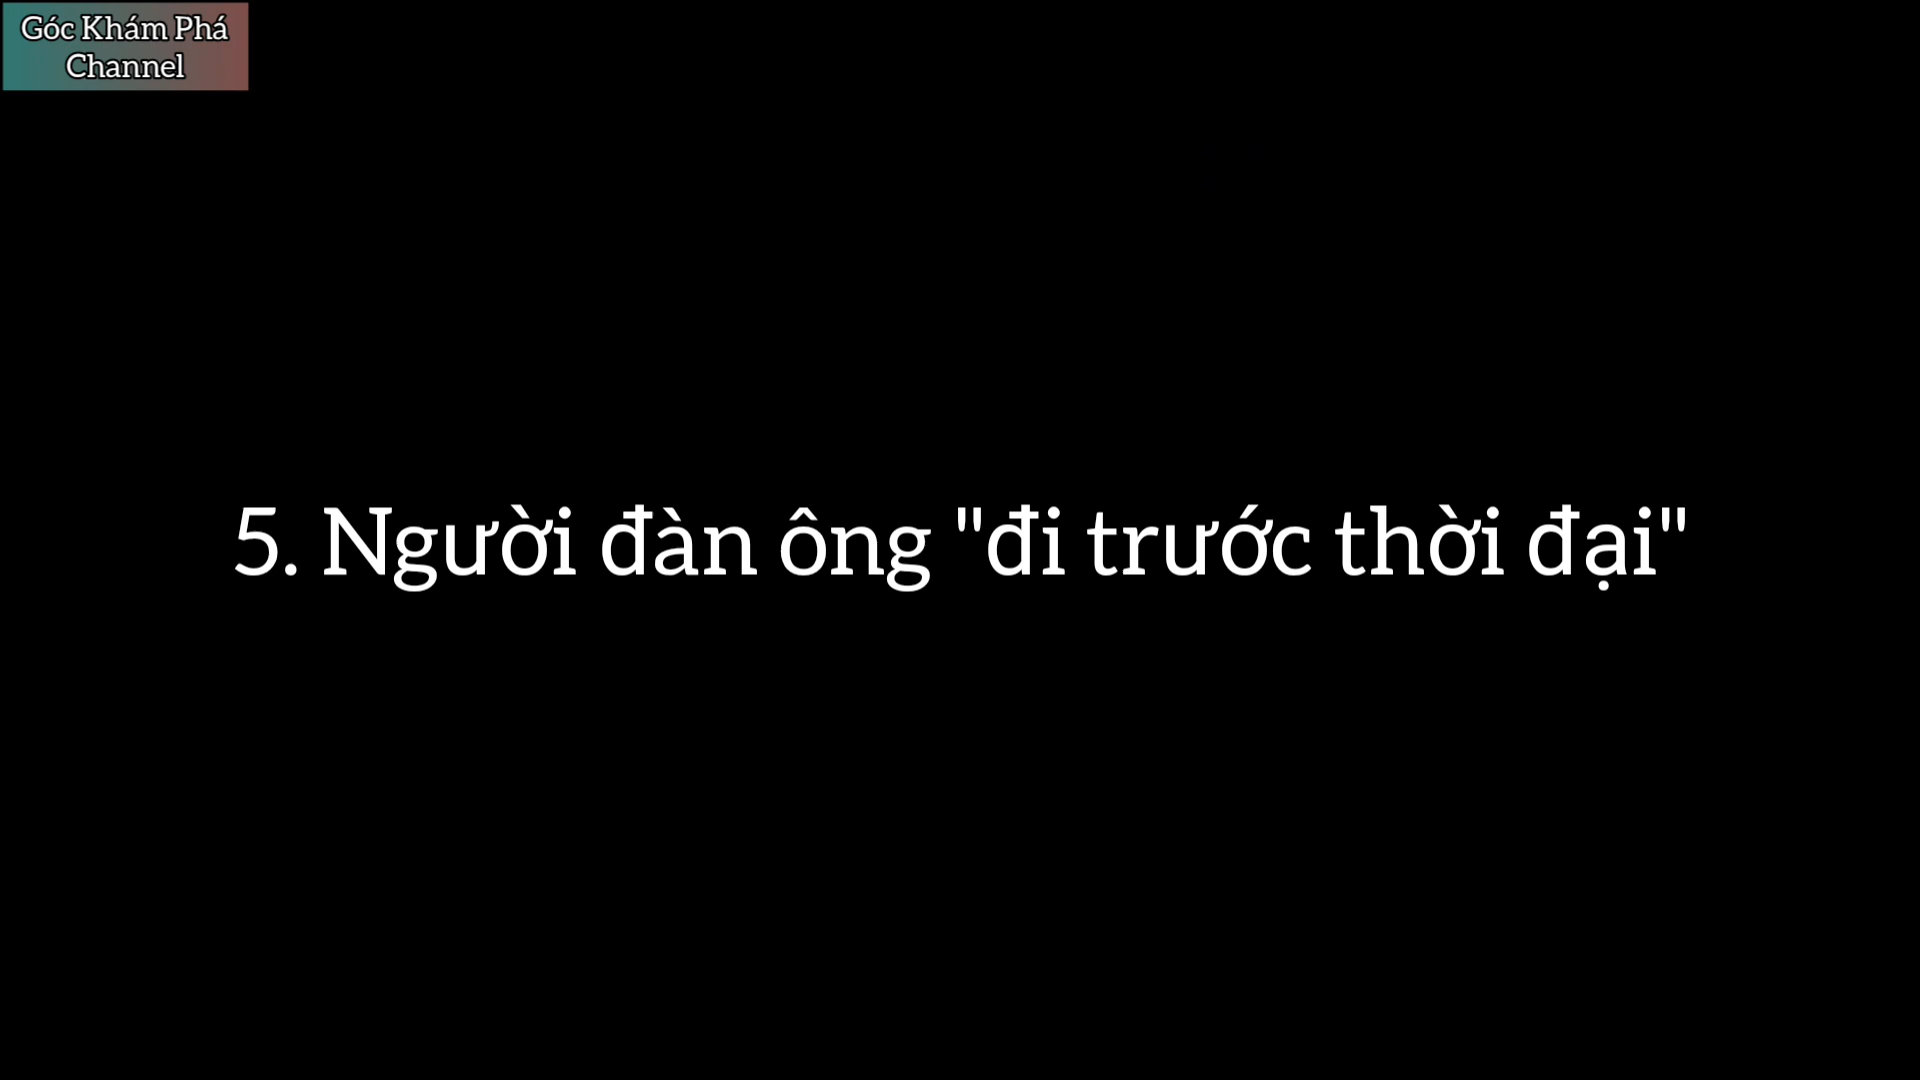 Góc Khám Phá
Channel
5. Người đàn ông "đi trước thời đại"